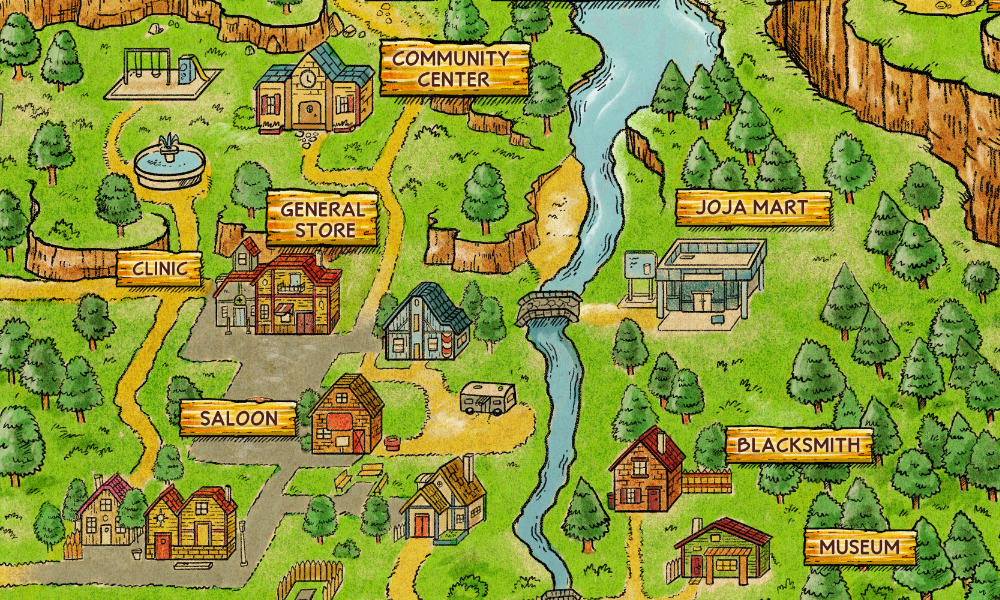 COMMUNITY
CENTER
GENERAL
STORE
JOJA MART
CLINIC
SALOON
BLACKSMITH
MUSEUM